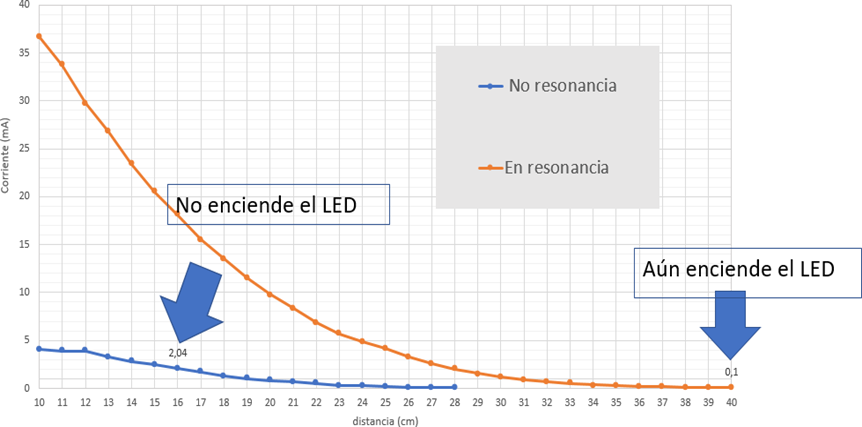 40
35
30
25
20
15
10
5
0
Corriente (mA)
No resonancia
En resonancia
No enciende el LED
Aún enciende el LED
2,04
0,1
10 11 12 13 14 15 16 17 18 19 20 21 22 23 24 25 26 27 28 29 30 31 32 33 34 35 36 37 38 39 40
distancia (cm)